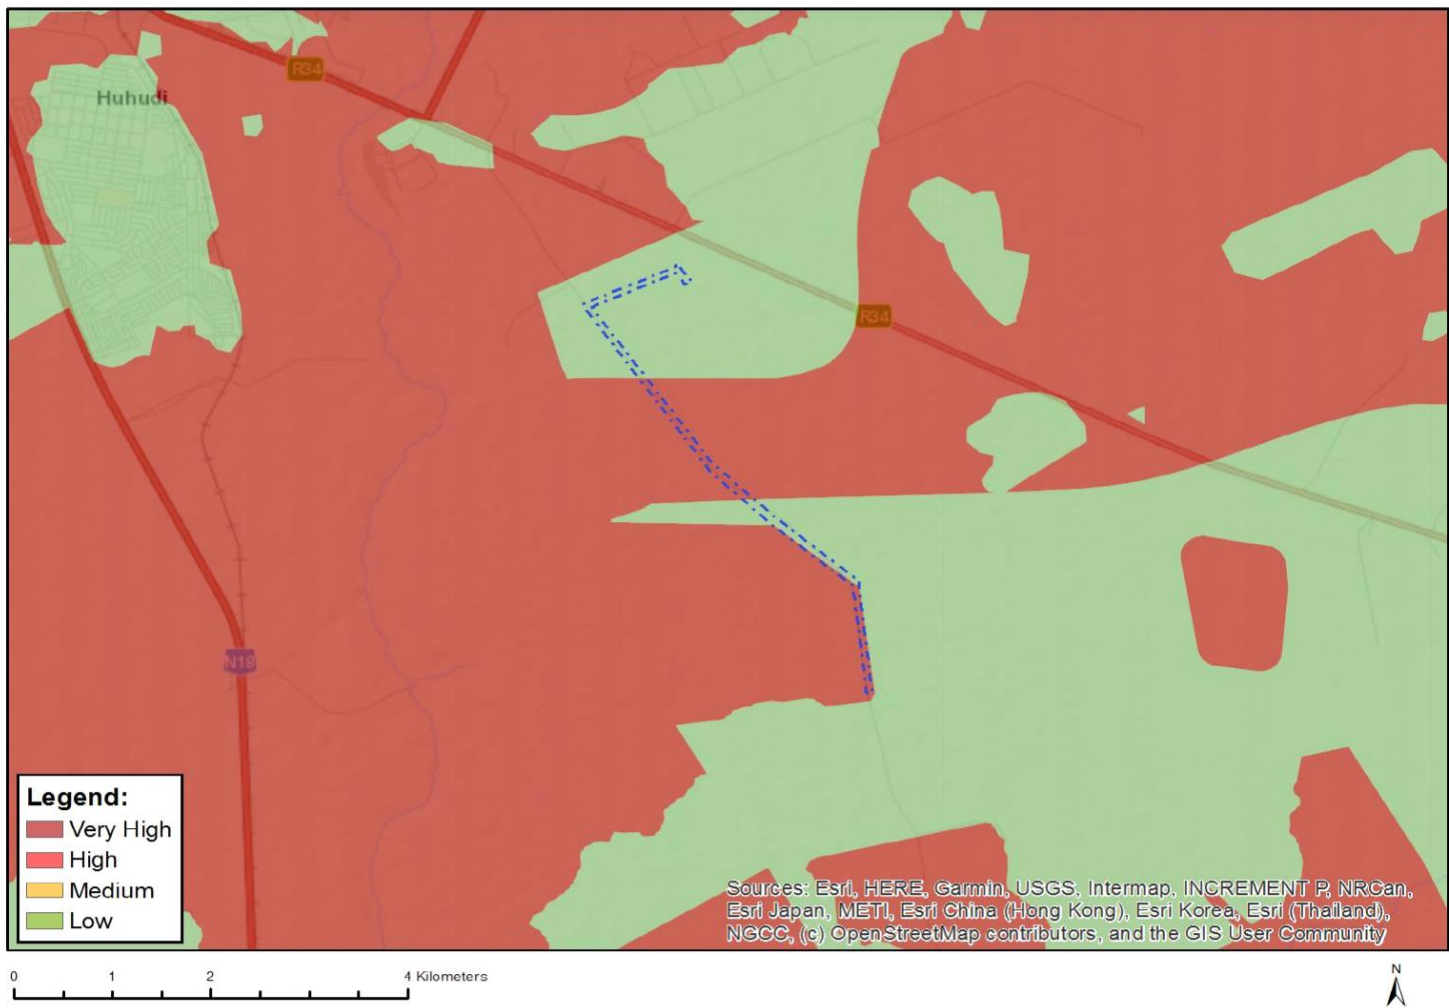 R34
Huhudi
R34
N18
Legend:
Very High
High
Medium
Low
Sources: Esri, HERE, Garmin, USGS, Intermap, INCREMENT P, NRCan,
Esri Japan, METI, Esri China (Hong Kong), Esri Korea, Esri (Thailand),
NGCC, (c) OpenStreetMap contributors, and the GIS User Community
0 1 2 4 Kilometers
N